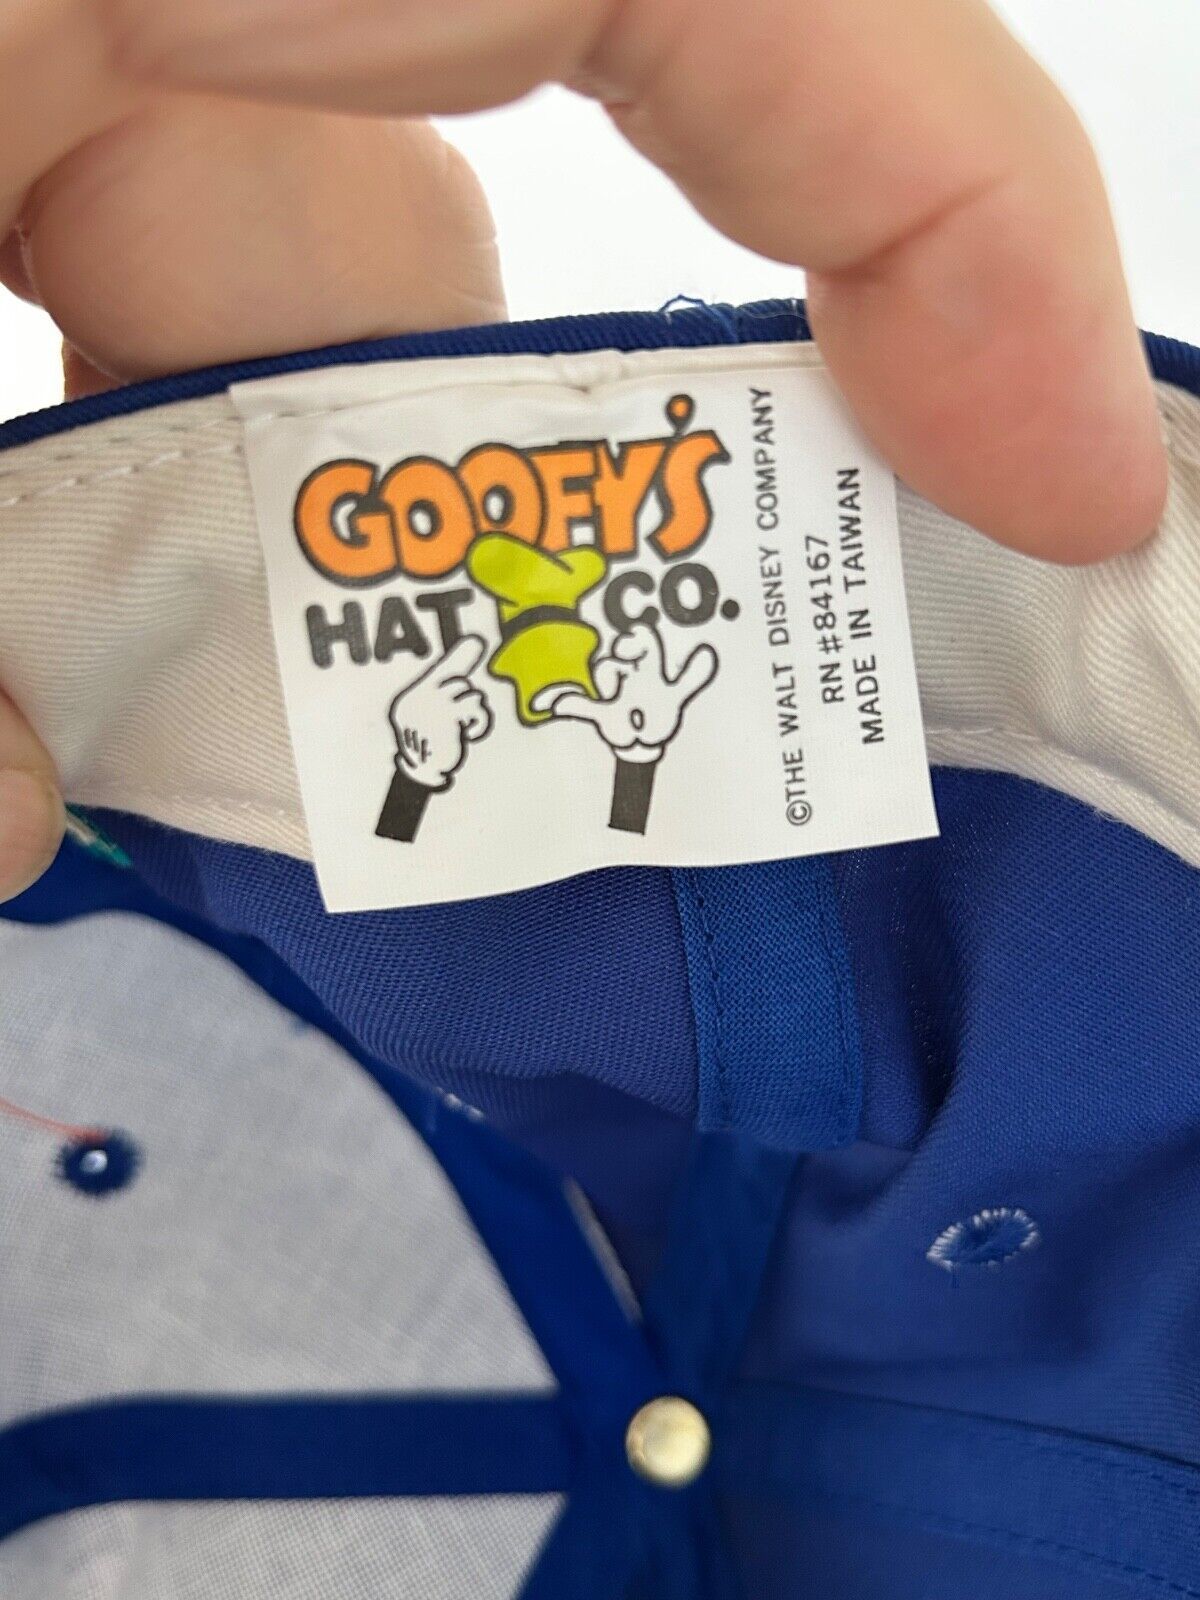 GOOFY'S
HAT CO.
©THE WALT DISNEY COMPANY
RN#84167
MADE IN TAIWAN